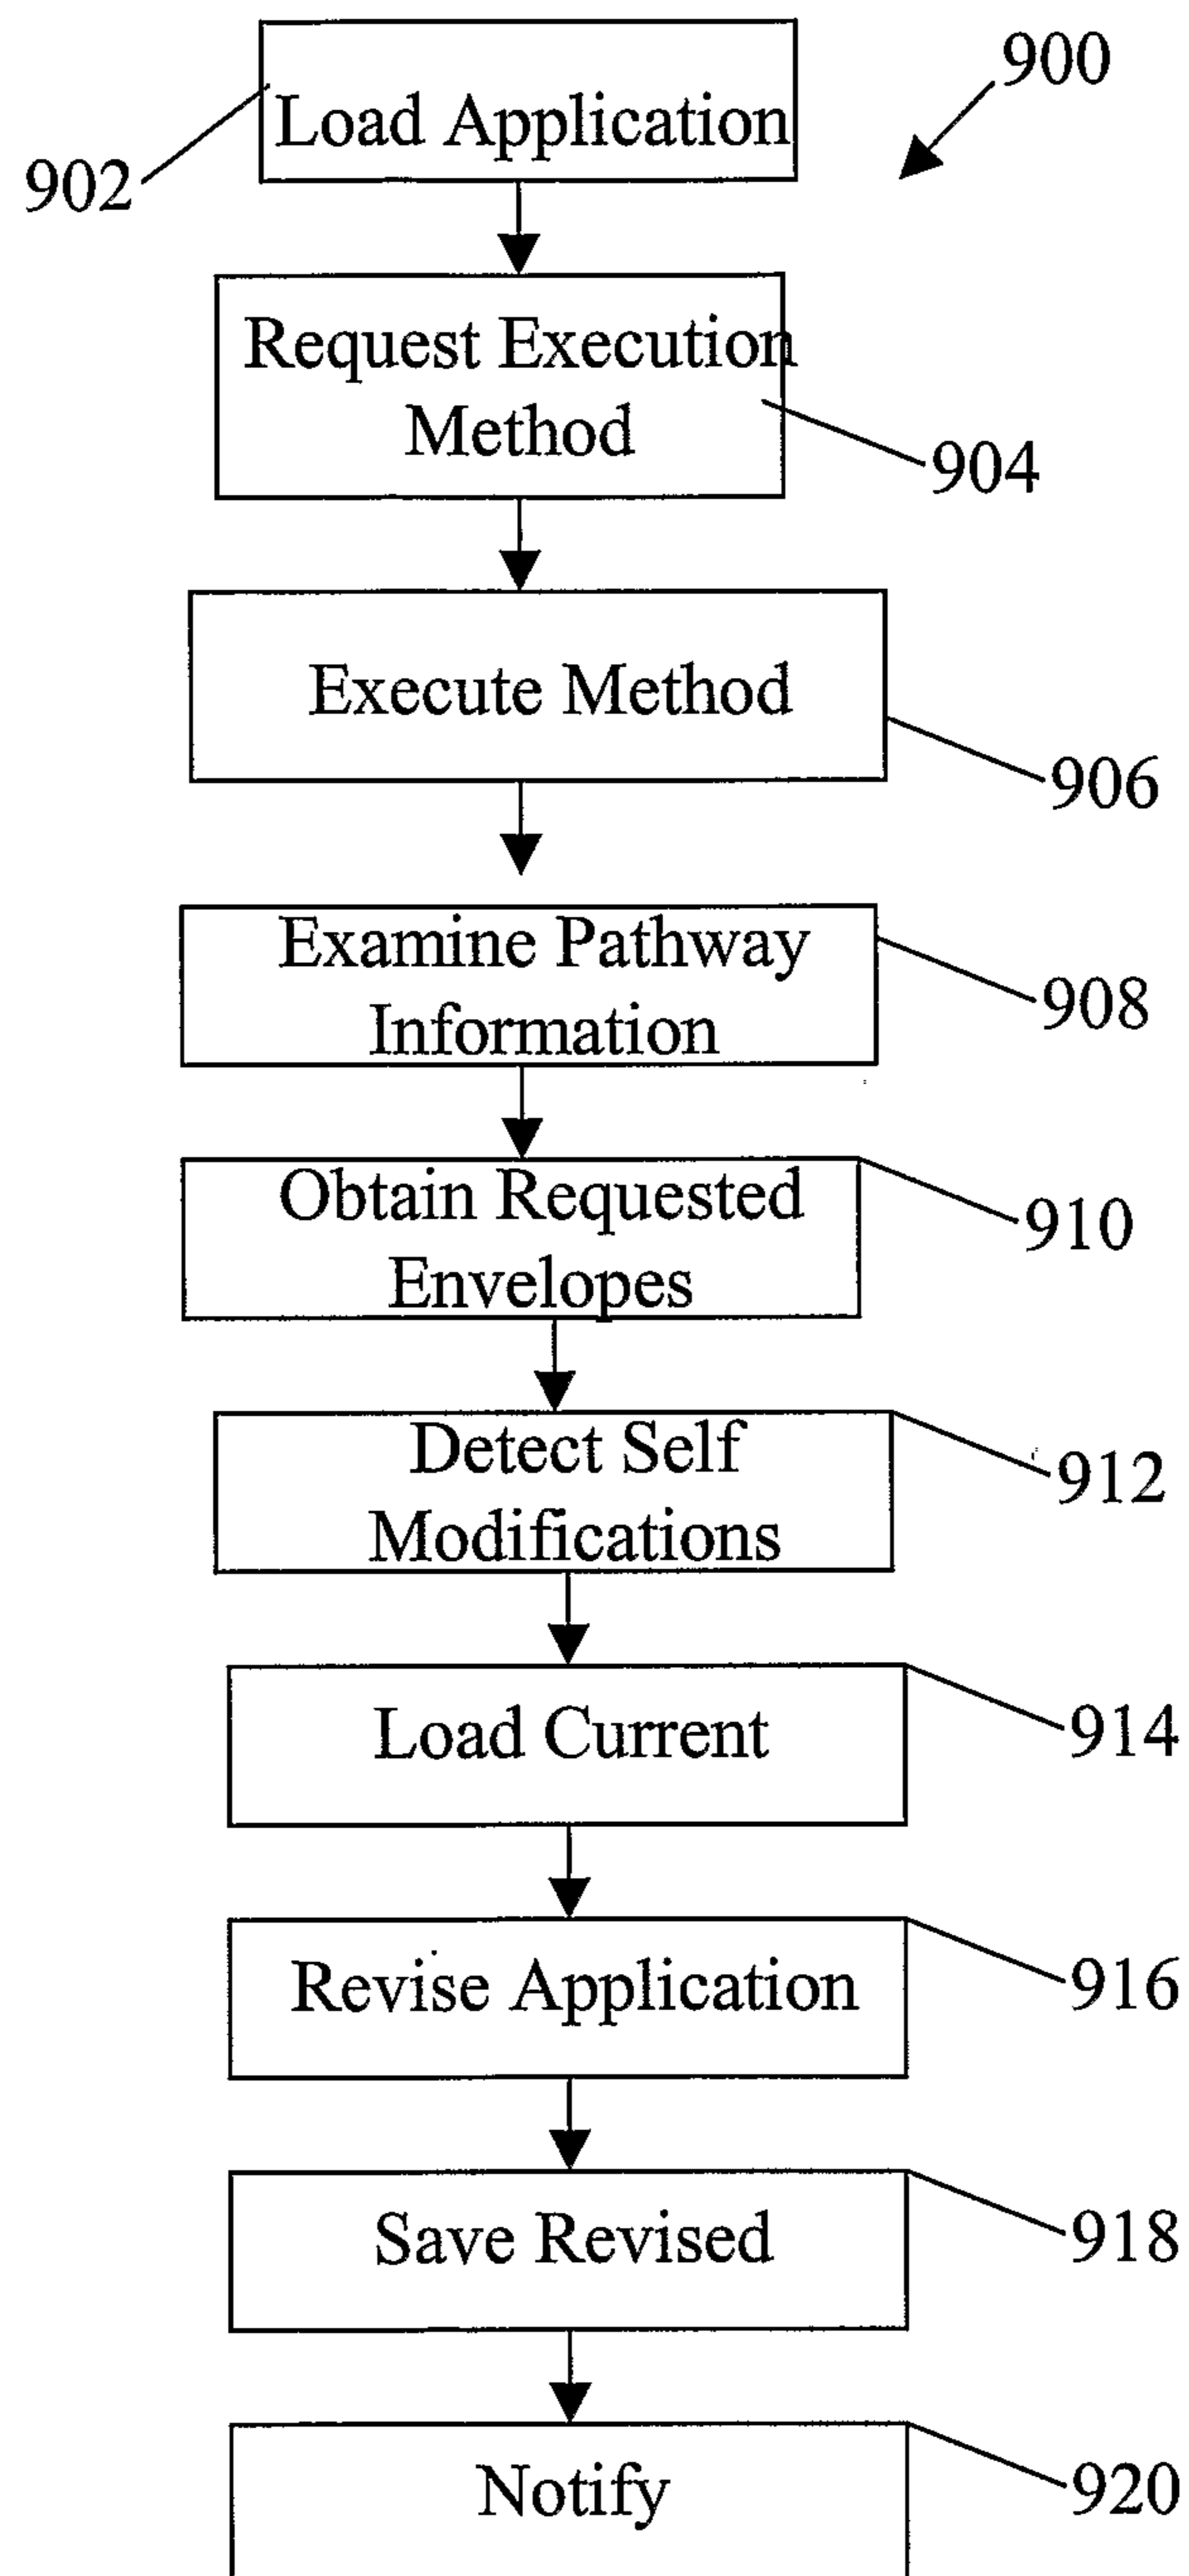 900
Load Application
902
Request Execution
Method
904
Execute Method
906
Examine Pathway
Information
908
Obtain Requested
Envelopes
910
Detect Self
Modifications
912
Load Current
914
Revise Application
916
Save Revised
918
Notify
920